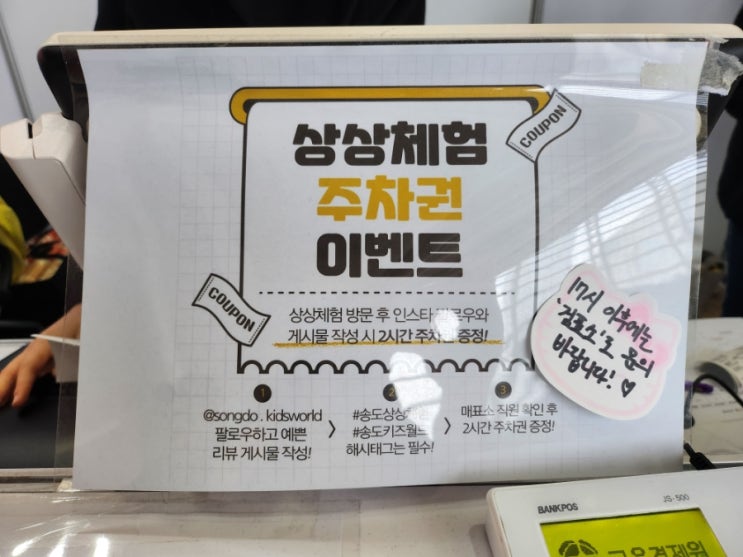 COUPON
상상체험
주차권
이벤트
COUPON
상상체험 방문 후 인스타 팔로우와
게시물 작성 시 2시간 주차권 증정!
17시 이후에는
'검표소'로 문의
바랍니다! ♡
1
@songdo . kidsworld
팔로우하고 예쁜
리뷰 게시물 작성!
2
#송도상상체험
#송도키즈월드
해시태그는 필수!
3
매표소 직원 확인 후
2시간 주차권 증정!
BANKPOS
JS-500